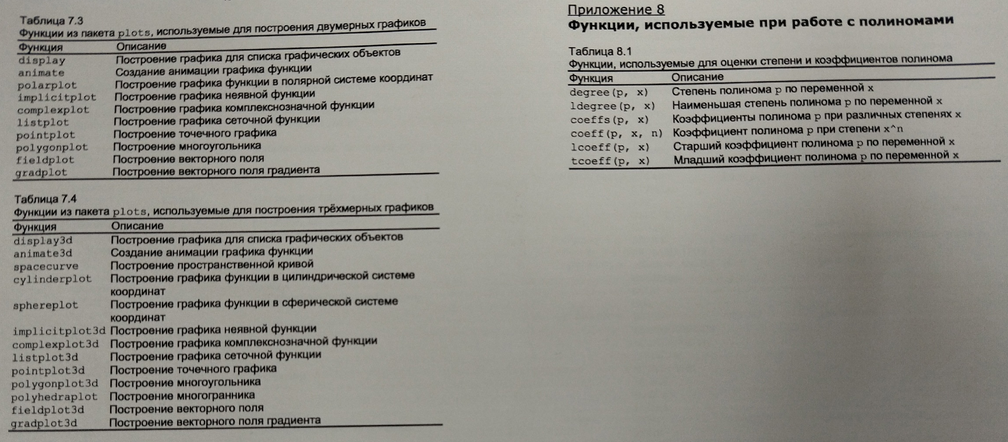 Таблица 7.3
Функции из пакета plots, используемые для построения двумерных графиков
Функция Описание
display Построение графика для списка графических объектов
animate Создание анимации графика функции
polarplot Построение графика функции в полярной системе координат
implicitplot Построение графика неявной функции
complexplot Построение графика комплекснозначной функции
listplot Построение графика сеточной функции
pointplot Построение точечного графика
polygonplot Построение многоугольника
fieldplot Построение векторного поля
gradplot Построение векторного поля градиента
Таблица 7.4
Функции из пакета plots, используемые для построения трёхмерных графиков
Функция Описание
display3d Построение графика для списка графических объектов
animate3d Создание анимации графика функции
spacecurve Построение пространственной кривой
cylinderplot Построение графика функции в цилиндрической системе
координат
sphereplot Построение графика функции в сферической системе
координат
implicitplot3d Построение графика неявной функции
complexplot3d Построение графика комплекснозначной функции
listplot3d Построение графика сеточной функции
pointplot3d Построение точечного графика
polygonplot3d Построение многоугольника
polyhedraplot Построение многогранника
fieldplot3d Построение векторного поля
gradplot3d Построение векторного поля градиента
Приложение 8
Функции, используемые при работе с полиномами
Таблица 8.1
Функции, используемые для оценки степени и коэффициентов полинома
Функция Описание
degree(p, x) Степень полинома p по переменной x
ldegree(p, x) Наименьшая степень полинома p по переменной x
coeffs(p, x) Коэффициенты полинома p при различных степенях x
coeff(p, x, n) Коэффициент полинома p при степени x^n
lcoeff(p, x) Старший коэффициент полинома p по переменной x
tcoeff(p, x) Младший коэффициент полинома p по переменной x